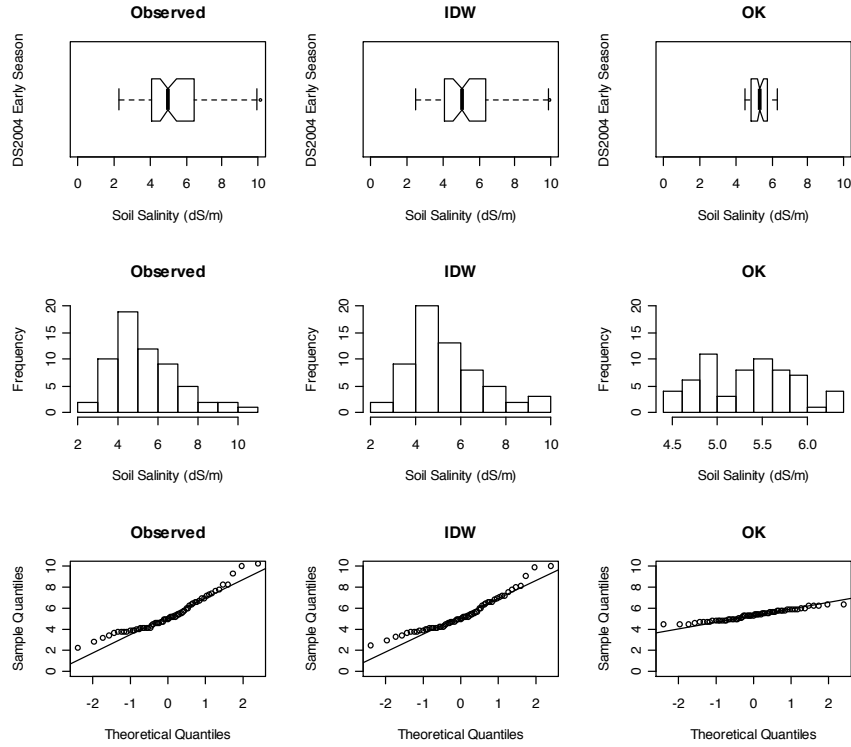 Observed
IDW
OK
DS2004 Early Season
0 2 4 6 8 10
Soil Salinity (dS/m)
DS2004 Early Season
0 2 4 6 8 10
Soil Salinity (dS/m)
DS2004 Early Season
0 2 4 6 8 10
Soil Salinity (dS/m)
Observed
IDW
OK
Frequency
0 5 10 15 20
2 4 6 8 10
Soil Salinity (dS/m)
Frequency
0 5 10 15 20
2 4 6 8 10
Soil Salinity (dS/m)
Frequency
0 5 10 15 20
4.5 5.0 5.5 6.0
Soil Salinity (dS/m)
Observed
IDW
OK
Sample Quantiles
0 2 4 6 8 10
-2 -1 0 1 2
Theoretical Quantiles
Sample Quantiles
0 2 4 6 8 10
-2 -1 0 1 2
Theoretical Quantiles
Sample Quantiles
0 2 4 6 8 10
-2 -1 0 1 2
Theoretical Quantiles